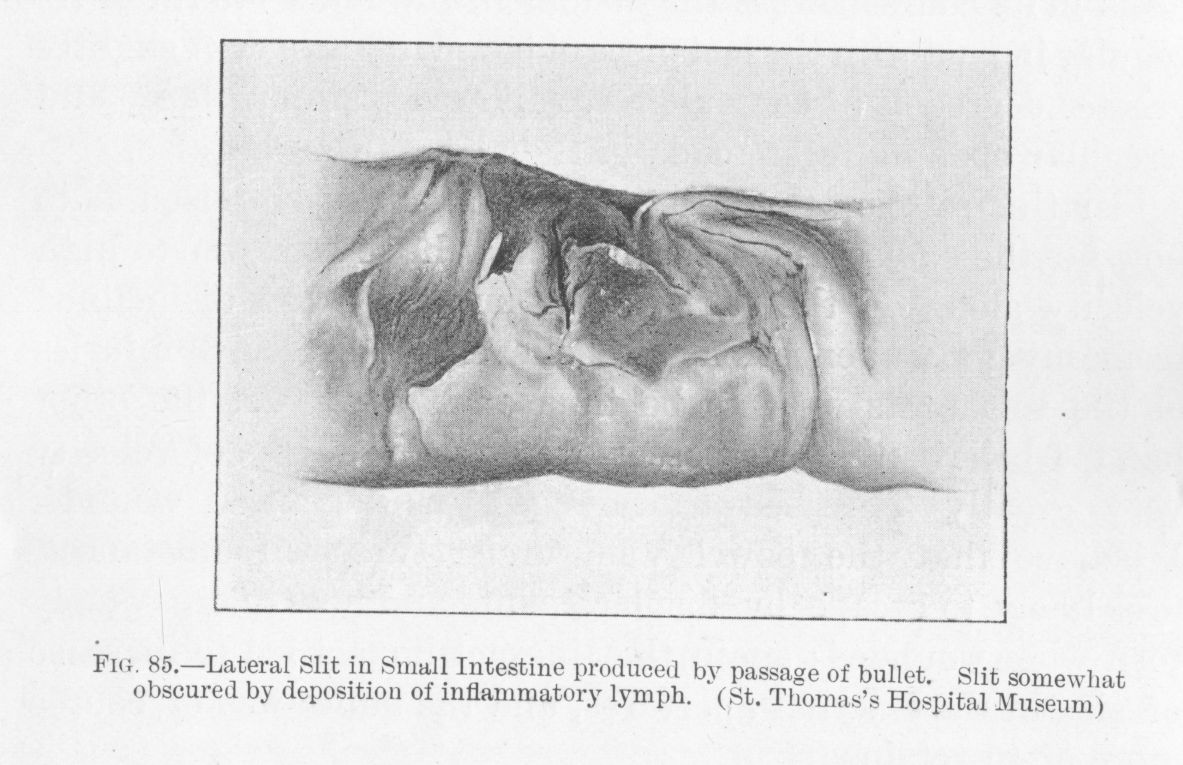 FIG. 85.—Lateral Slit in Small Intestine produced by passage of bullet. Slit somewhat
obscured by deposition of inflammatory lymph. (St. Thomas's Hospital Museum)